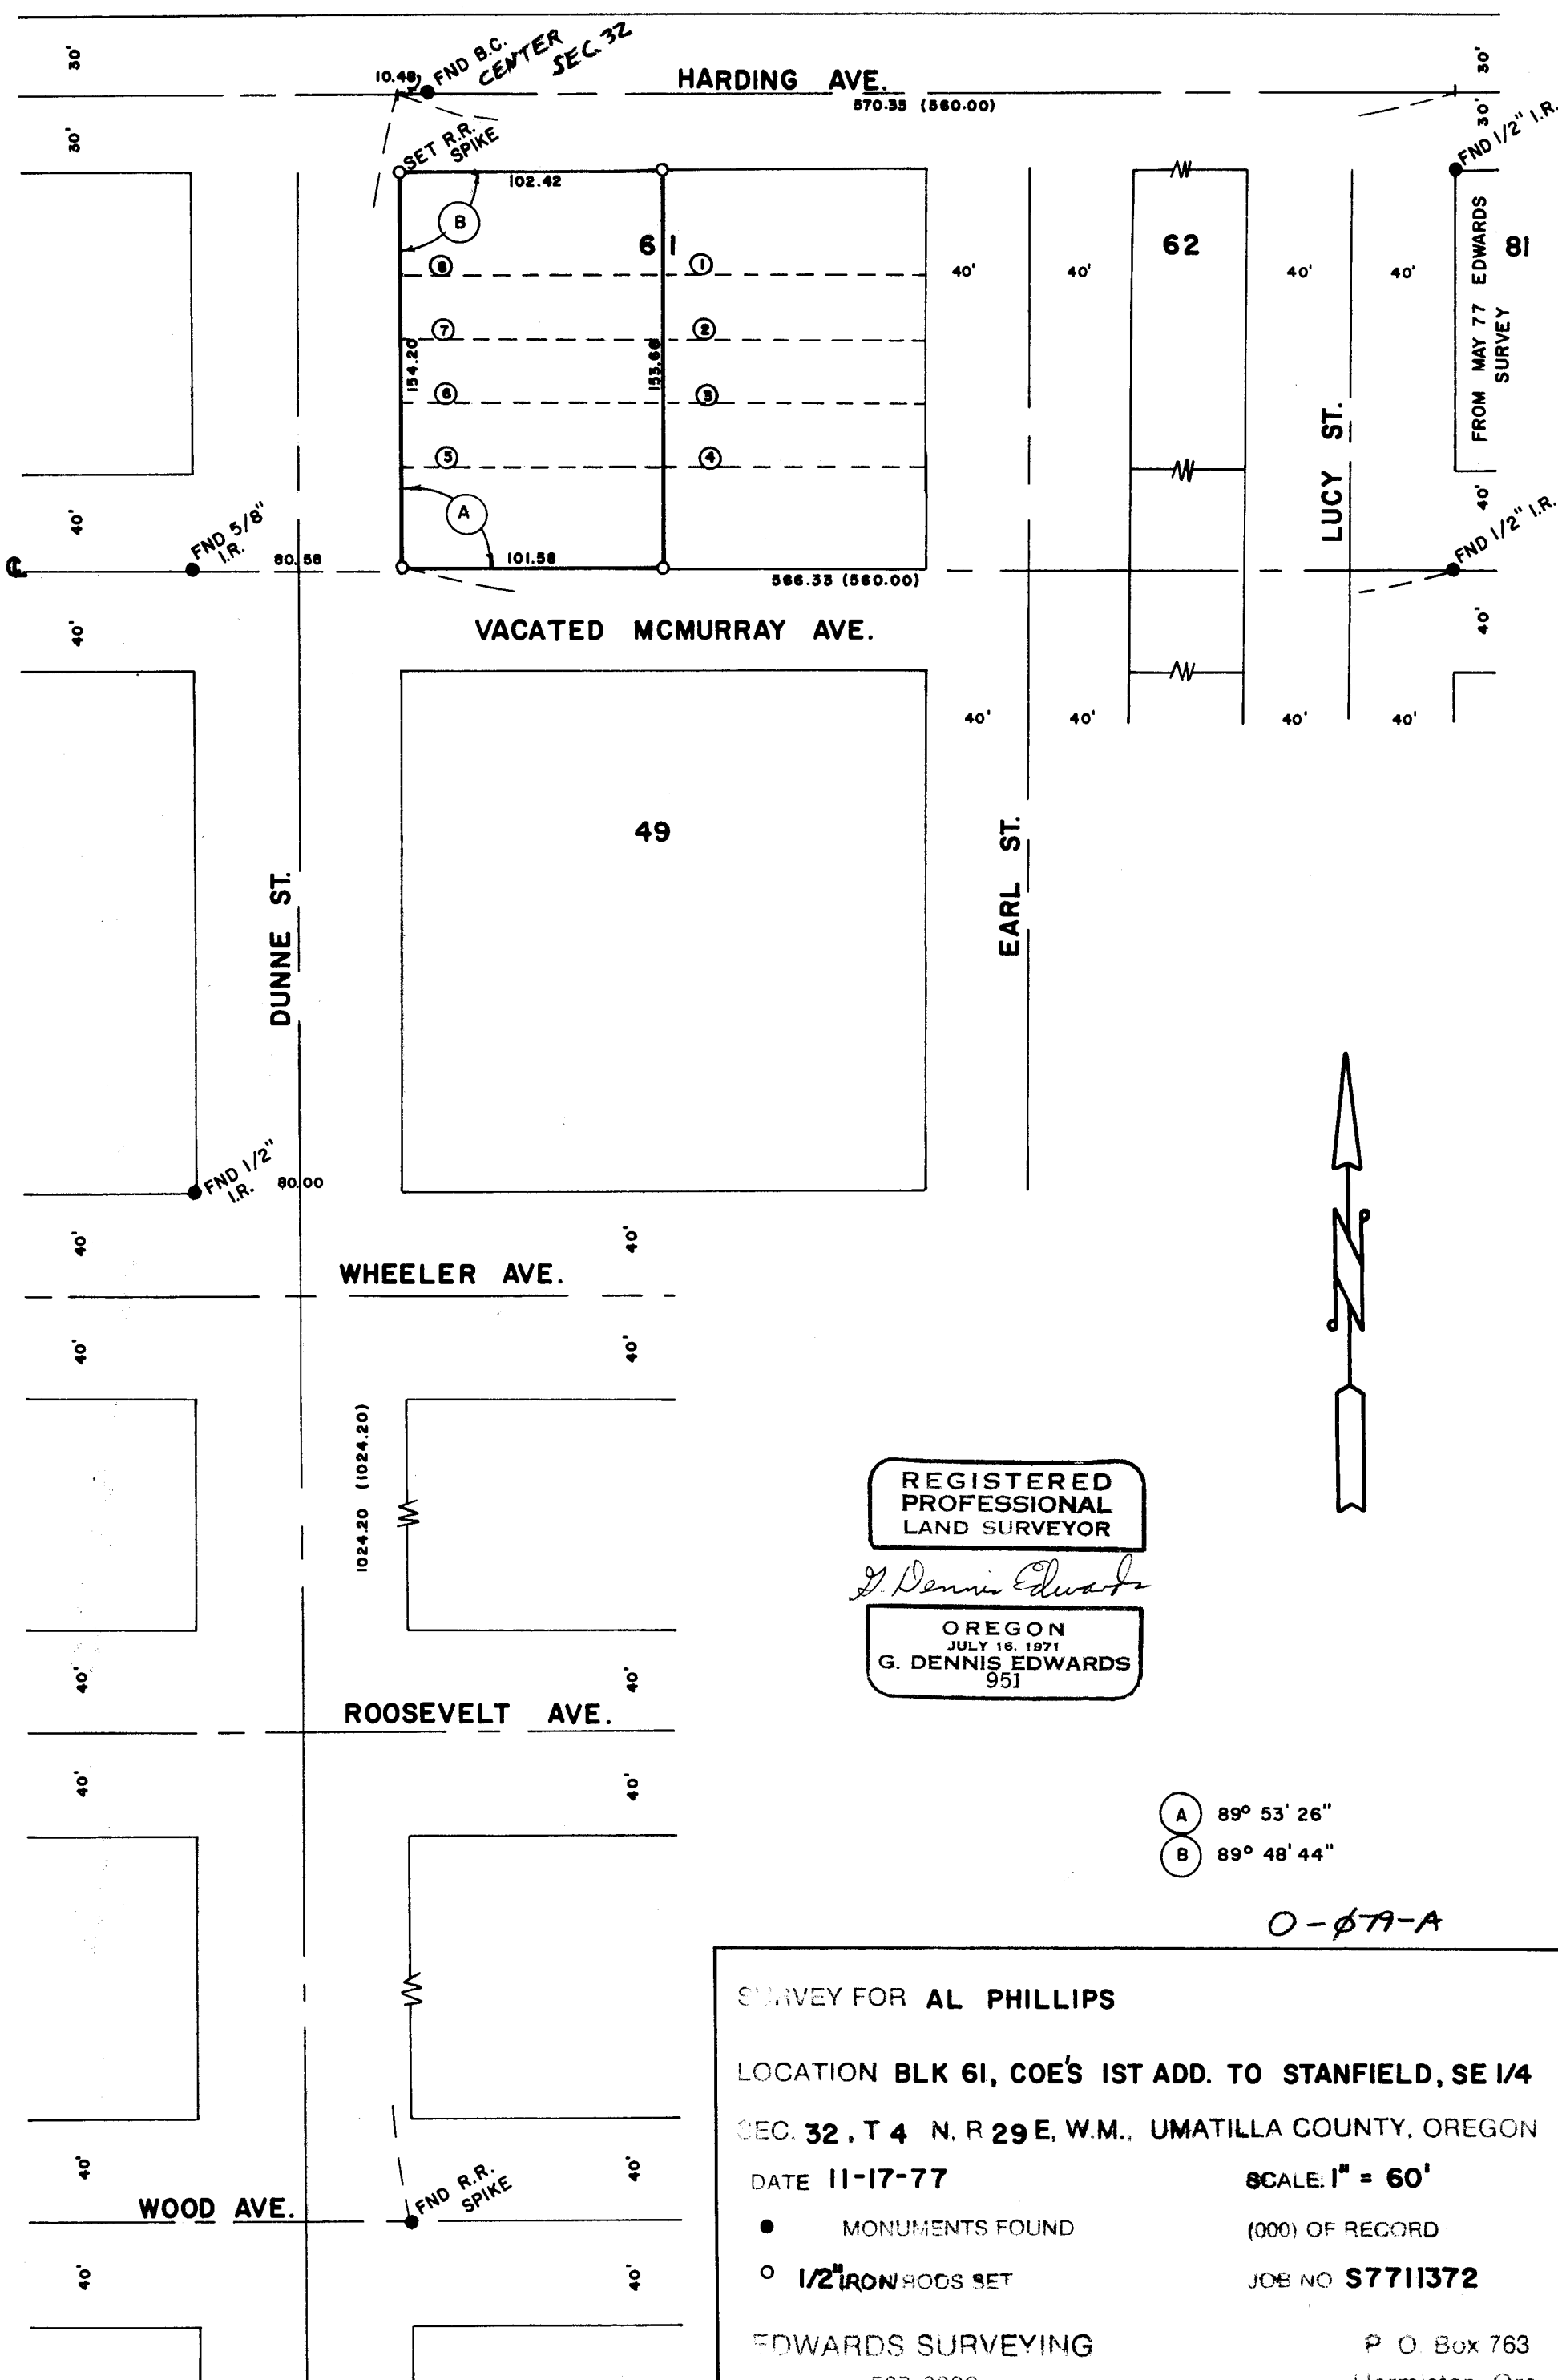 30'
30'
10.48
FND B.C.
CENTER
SEC. 32
HARDING AVE.
570.35 (560.00)
30'
30'
FND 1/2" I.R.
SET R.R.
SPIKE
102.42
B
61
62
81
8
1
40'
40'
40'
40'
FROM MAY 77 EDWARDS
SURVEY
7
2
154.20
153.66
6
3
5
4
LUCY ST.
A
40'
FND 5/8"
I.R.
80.58
101.58
566.33 (560.00)
40'
FND 1/2" I.R.
40'
VACATED MCMURRAY AVE.
40'
40'
40'
40'
40'
49
DUNNE ST.
EARL ST.
FND 1/2"
I.R.
80.00
40'
40'
WHEELER AVE.
40'
40'
1024.20 (1024.20)
N
REGISTERED
PROFESSIONAL
LAND SURVEYOR
G. Dennis Edwards
OREGON
JULY 16, 1971
G. DENNIS EDWARDS
951
40'
40'
ROOSEVELT AVE.
40'
40'
A 89° 53' 26"
B 89° 48' 44"
O-079-A
SURVEY FOR AL PHILLIPS
LOCATION BLK 61, COE'S 1ST ADD. TO STANFIELD, SE 1/4
SEC. 32, T 4 N, R 29 E, W.M., UMATILLA COUNTY, OREGON
DATE 11-17-77 SCALE: 1" = 60'
MONUMENTS FOUND (000) OF RECORD
1/2" IRON RODS SET JOB NO S7711372
EDWARDS SURVEYING P. O. Box 763
40'
40'
FND R.R.
SPIKE
WOOD AVE.
40'
40'